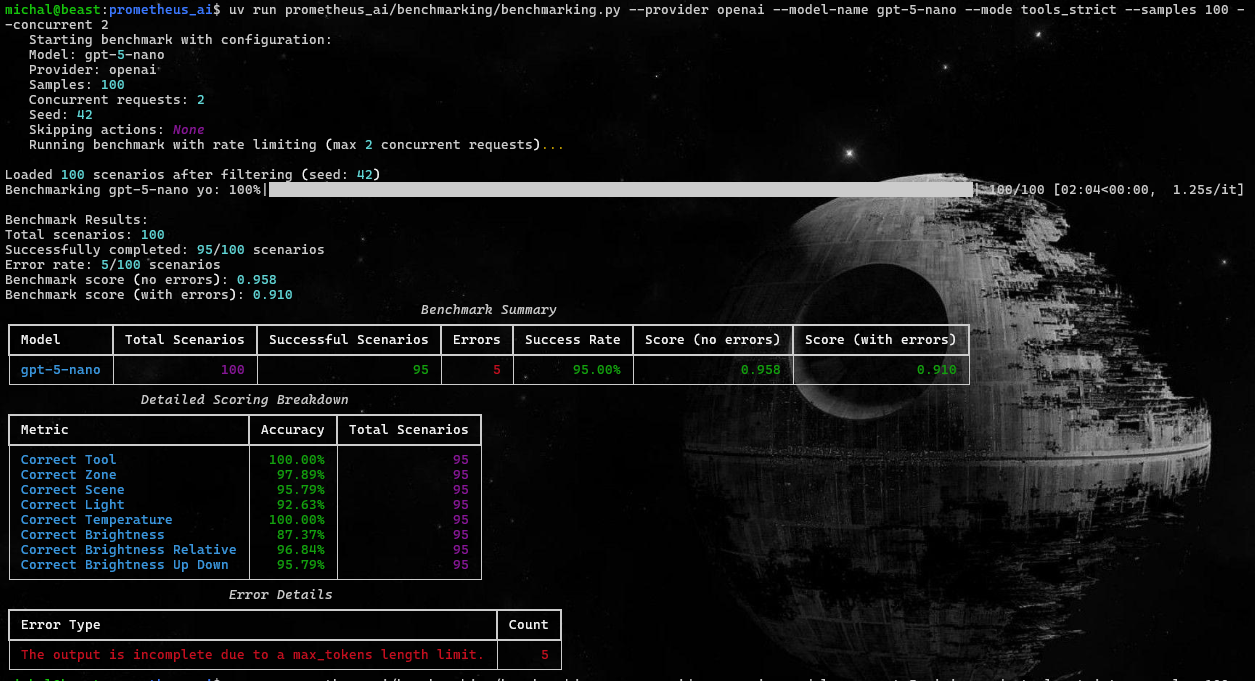 michal@beast:prometheus_ai$ uv run prometheus_ai/benchmarking/benchmarking.py --provider openai --model-name gpt-5-nano --mode tools_strict --samples 100 -
-concurrent 2
Starting benchmark with configuration:
Model: gpt-5-nano
Provider: openai
Samples: 100
Concurrent requests: 2
Seed: 42
Skipping actions: None
Running benchmark with rate limiting (max 2 concurrent requests)...
Loaded 100 scenarios after filtering (seed: 42)
Benchmarking gpt-5-nano yo: 100%| | 100/100 [02:04<00:00, 1.25s/it]
Benchmark Results:
Total scenarios: 100
Successfully completed: 95/100 scenarios
Error rate: 5/100 scenarios
Benchmark score (no errors): 0.958
Benchmark score (with errors): 0.910
Benchmark Summary
Model Total Scenarios Successful Scenarios Errors Success Rate Score (no errors) Score (with errors)
gpt-5-nano 100 95 5 95.00% 0.958 0.910
Detailed Scoring Breakdown
Metric Accuracy Total Scenarios
Correct Tool 100.00% 95
Correct Zone 97.89% 95
Correct Scene 95.79% 95
Correct Light 92.63% 95
Correct Temperature 100.00% 95
Correct Brightness 87.37% 95
Correct Brightness Relative 96.84% 95
Correct Brightness Up Down 95.79% 95
Error Details
Error Type Count
The output is incomplete due to a max_tokens length limit. 5